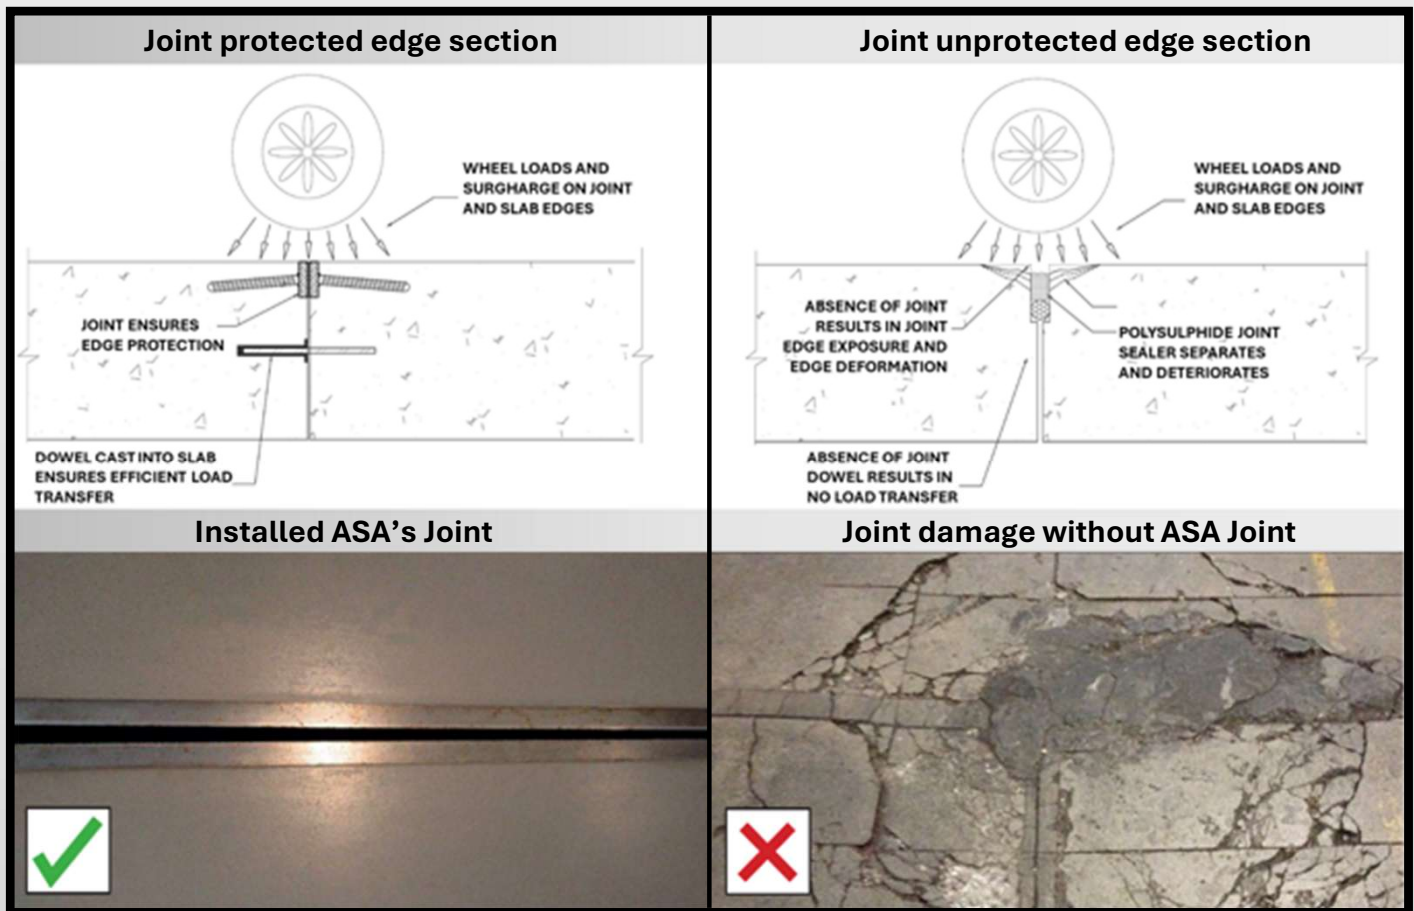 Joint protected edge section
WHEEL LOADS AND
SURGHARGE ON JOINT
AND SLAB EDGES
JOINT ENSURES
EDGE PROTECTION
DOWEL CAST INTO SLAB
ENSURES EFFICIENT LOAD
TRANSFER
Joint unprotected edge section
WHEEL LOADS AND
SURGHARGE ON JOINT
AND SLAB EDGES
ABSENCE OF JOINT
RESULTS IN JOINT
EDGE EXPOSURE AND
EDGE DEFORMATION
POLYSULPHIDE JOINT
SEALER SEPARATES
AND DETERIORATES
ABSENCE OF JOINT
DOWEL RESULTS IN
NO LOAD TRANSFER
Installed ASA’s Joint
Joint damage without ASA Joint